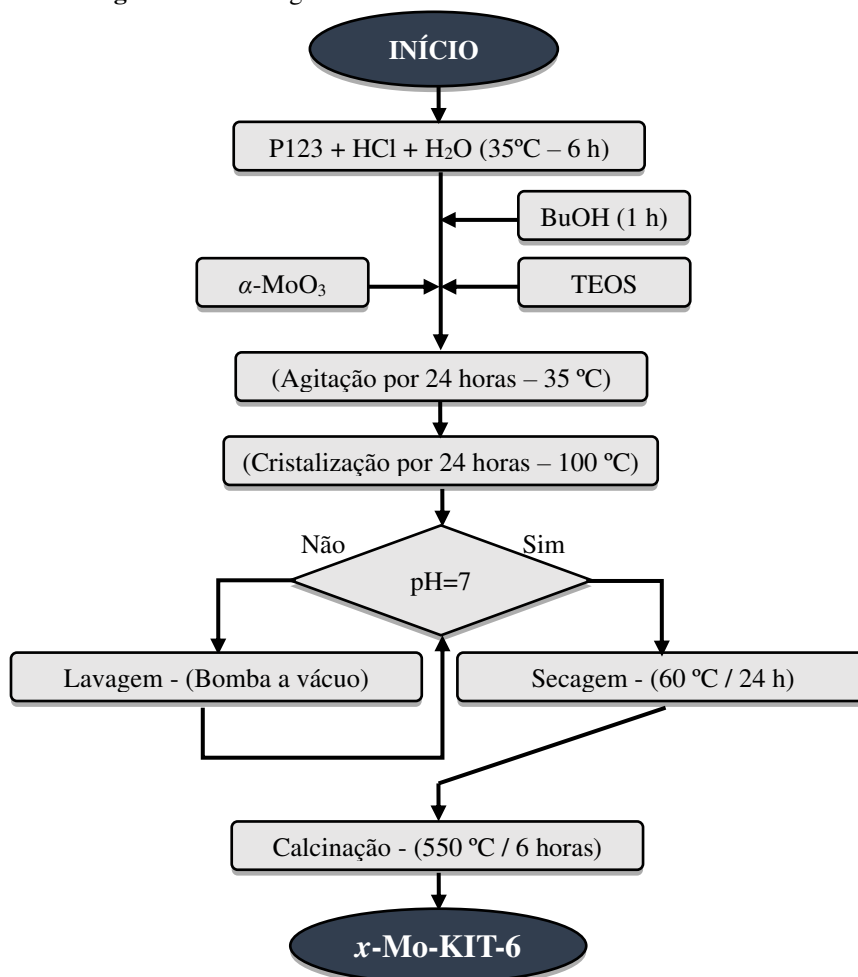 INÍCIO
P123 + HCl + H₂O (35ºC – 6 h)
BuOH (1 h)
α-MoO₃
TEOS
(Agitação por 24 horas – 35 ºC)
(Cristalização por 24 horas – 100 ºC)
Não
Sim
pH=7
Lavagem - (Bomba a vácuo)
Secagem - (60 ºC / 24 h)
Calcinação - (550 ºC / 6 horas)
x-Mo-KIT-6